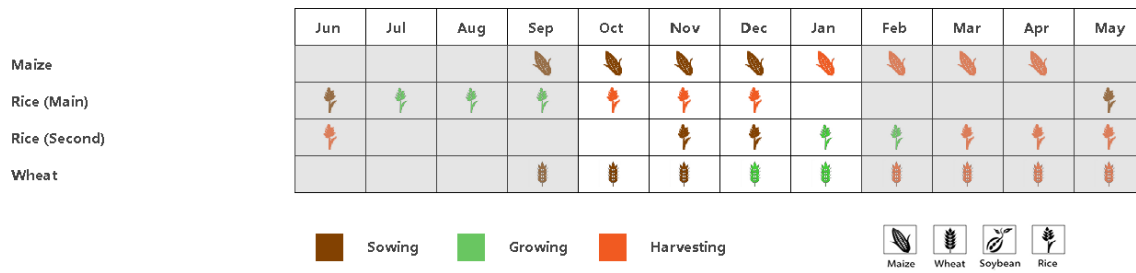 Jun Jul Aug Sep Oct Nov Dec Jan Feb Mar Apr May
Maize
Rice (Main)
Rice (Second)
Wheat
Sowing Growing Harvesting
Maize Wheat Soybean Rice